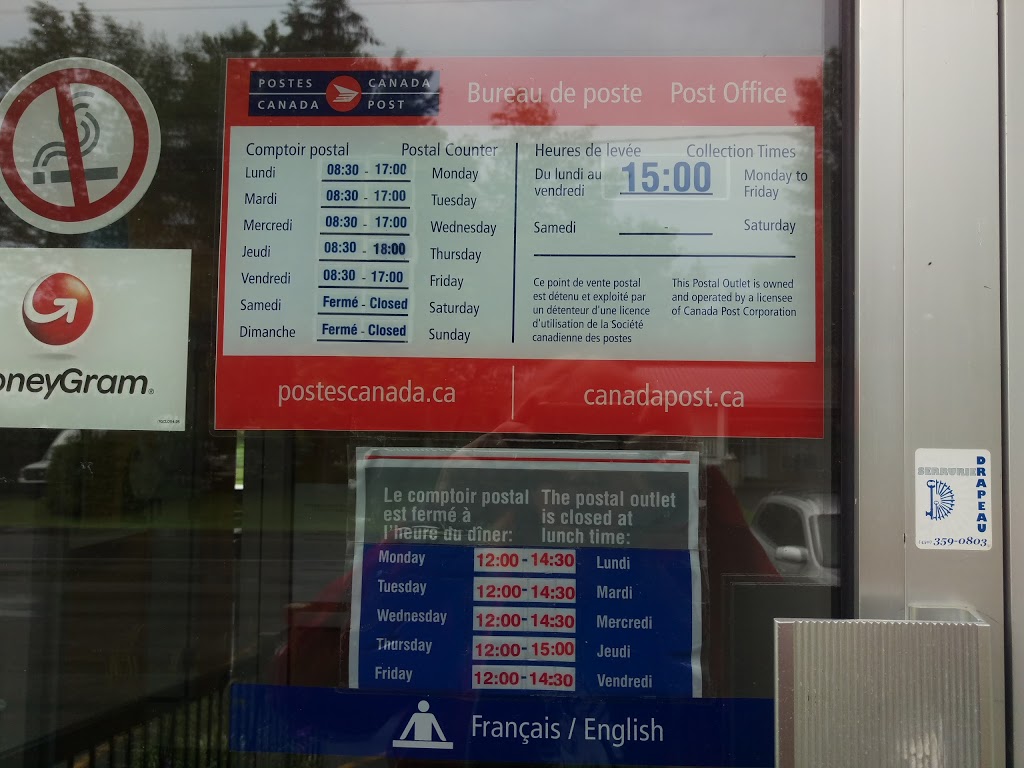 POSTES CANADA
CANADA POST
Bureau de poste Post Office
Comptoir postal Postal Counter
Lundi 08:30 - 17:00 Monday
Mardi 08:30 - 17:00 Tuesday
Mercredi 08:30 - 17:00 Wednesday
Jeudi 08:30 - 18:00 Thursday
Vendredi 08:30 - 17:00 Friday
Samedi Fermé - Closed Saturday
Dimanche Fermé - Closed Sunday
Heures de levée Collection Times
Du lundi au vendredi 15:00 Monday to Friday
Samedi Saturday
Ce point de vente postal
est détenu et exploité par
un détenteur d'une licence
d'utilisation de la Société
canadienne des postes
This Postal Outlet is owned
and operated by a licensee
of Canada Post Corporation
postescanada.ca canadapost.ca
oneyGram.
Le comptoir postal
est fermé à
l'heure du dîner:
The postal outlet
is closed at
lunch time:
Monday 12:00-14:30 Lundi
Tuesday 12:00-14:30 Mardi
Wednesday 12:00-14:30 Mercredi
Thursday 12:00-15:00 Jeudi
Friday 12:00-14:30 Vendredi
Français / English
SERRURIER
DRAPEAU
359-0803